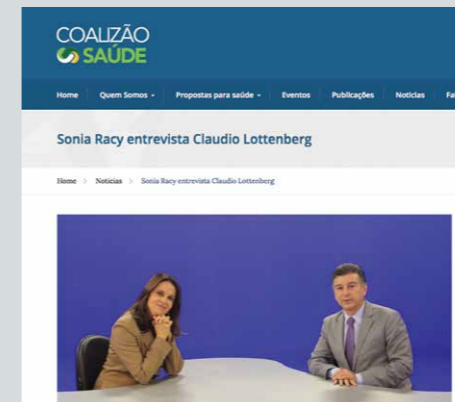 COALIZÃO
SAÚDE
Home Quem Somos Propostas para saúde Eventos Publicações Notícias
Sonia Racy entrevista Claudio Lottenberg
Home > Notícias > Sonia Racy entrevista Claudio Lottenberg